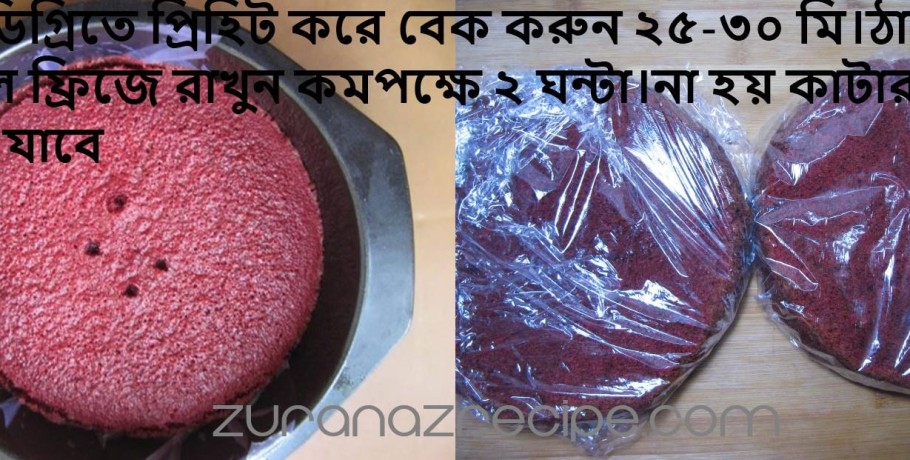 ডিগ্রিতে প্রিহিট করে বেক করুন ২৫-৩০ মি।ঠা
ফ্রিজে রাখুন কমপক্ষে ২ ঘন্টা।না হয় কাটার
যাবে
zuranazrecipe.com